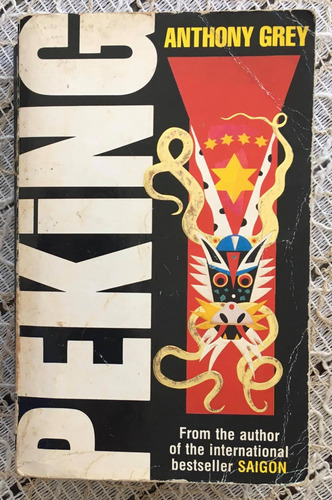 PEKiNG
ANTHONY GREY
From the author
of the international
bestseller SAIGON